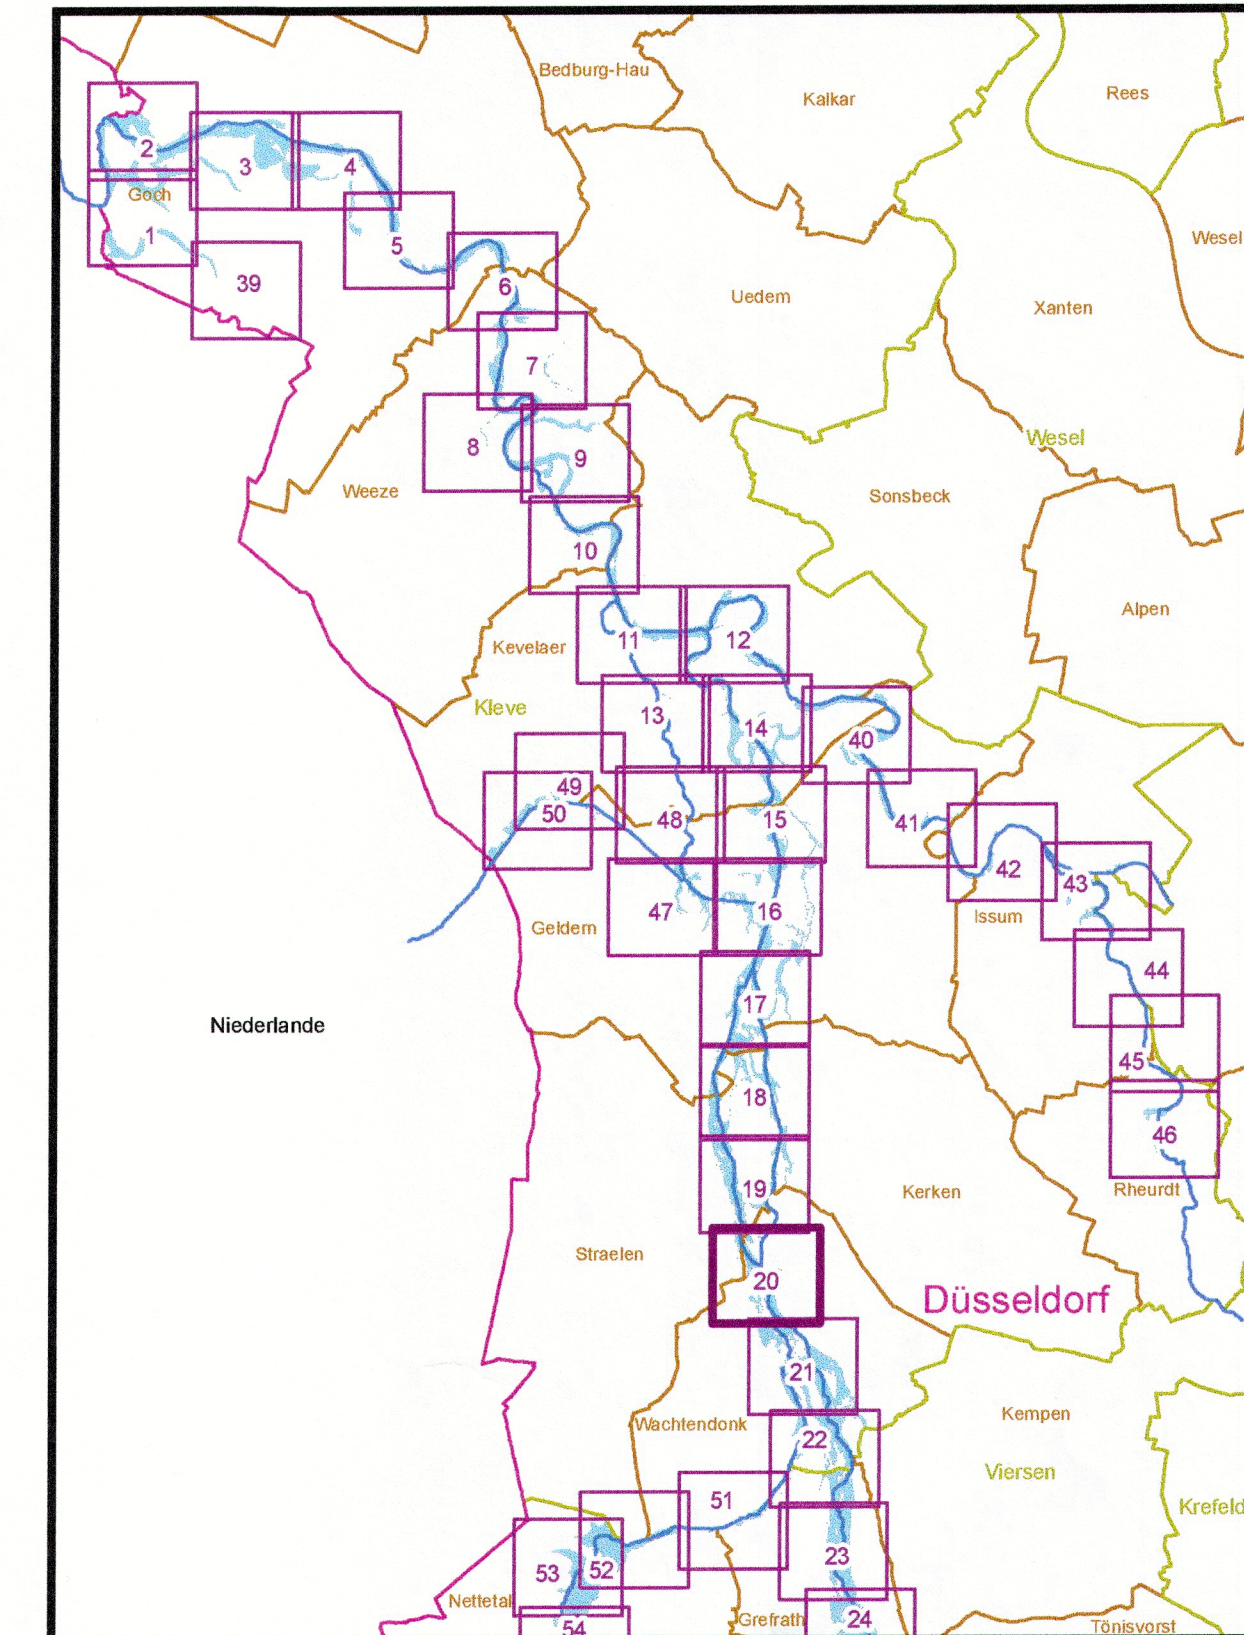 Bedburg-Hau
Kalkar
Rees
2
3
4
Goch
1
5
Wesel
39
6
Uedem
Xanten
7
Wesel
8
9
Weeze
Sonsbeck
10
Alpen
11
12
Kevelaer
Kleve
13
14
40
49
50
48
15
41
42
43
47
16
Issum
Geldern
44
17
Niederlande
45
18
46
19
Kerken
Rheurdt
Straelen
20
Düsseldorf
21
Kempen
Wachtendonk
22
Viersen
51
Krefeld
23
53
52
Nettetal
Grefrath
24
54
Tönisvorst